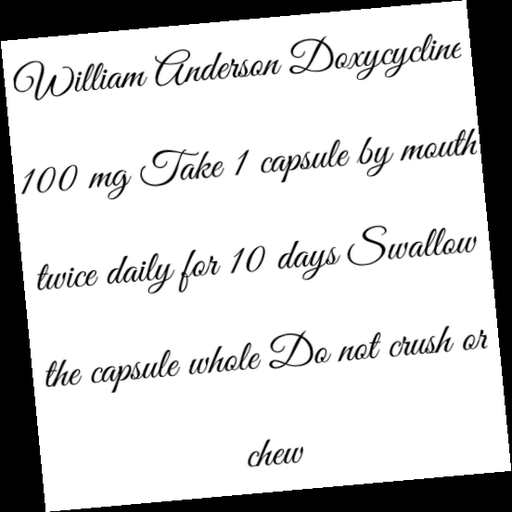 William Anderson Doxycycline
100 mg Take 1 capsule by mouth
twice daily for 10 days Swallow
the capsule whole Do not crush or
chew